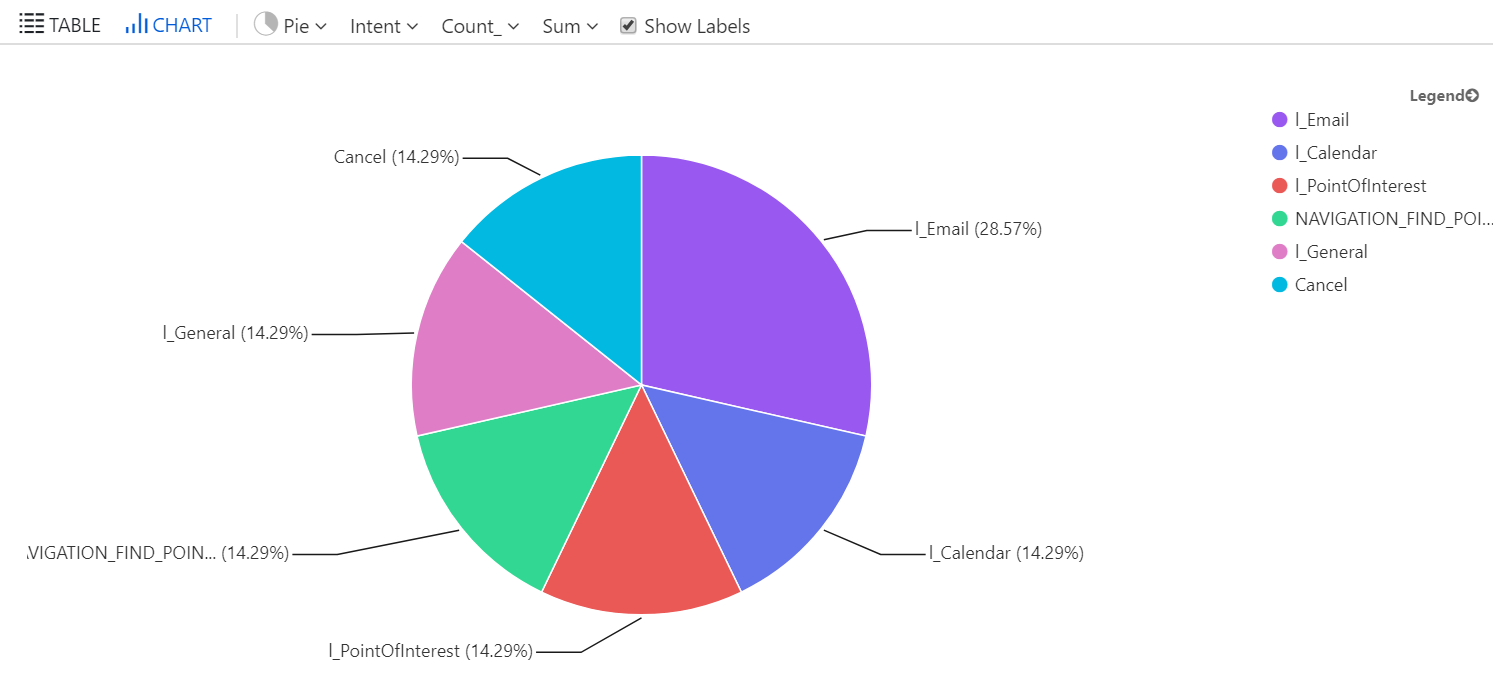 TABLE CHART Pie Intent Count_ Sum Show Labels
Legend
l_Email
l_Calendar
l_PointOfInterest
NAVIGATION_FIND_POI...
l_General
Cancel
Cancel (14.29%)
l_Email (28.57%)
l_General (14.29%)
VIGATION_FIND_POIN... (14.29%)
l_Calendar (14.29%)
l_PointOfInterest (14.29%)